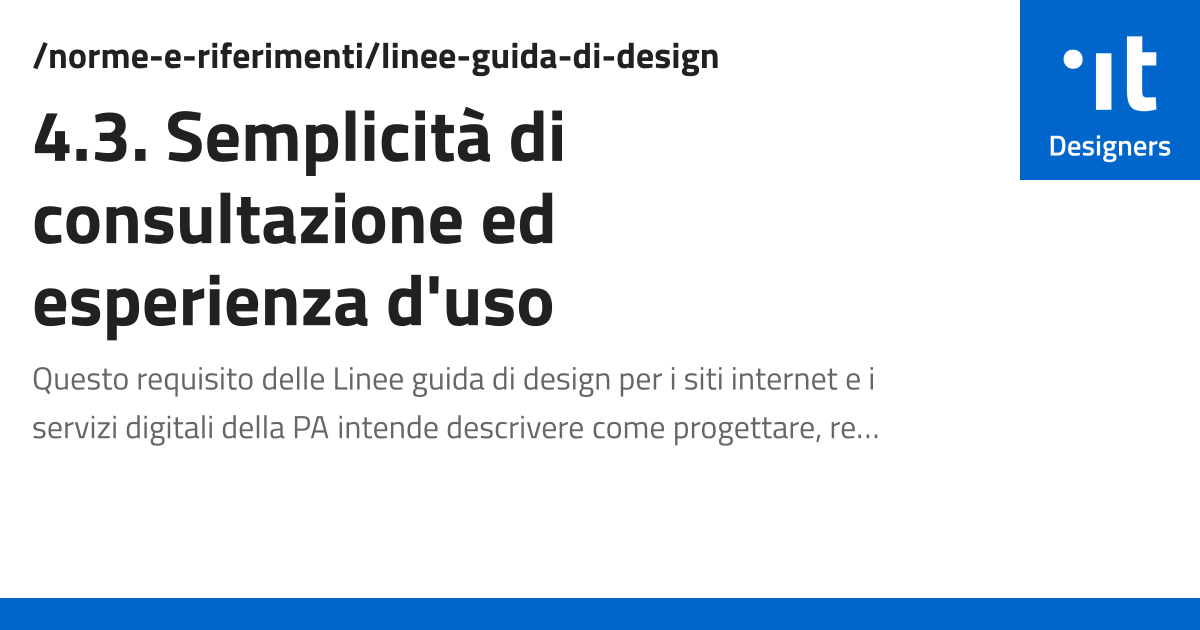 /norme-e-riferimenti/linee-guida-di-design
4.3. Semplicità di
consultazione ed
esperienza d'uso
Questo requisito delle Linee guida di design per i siti internet e i
servizi digitali della PA intende descrivere come progettare, re…
·it
Designers